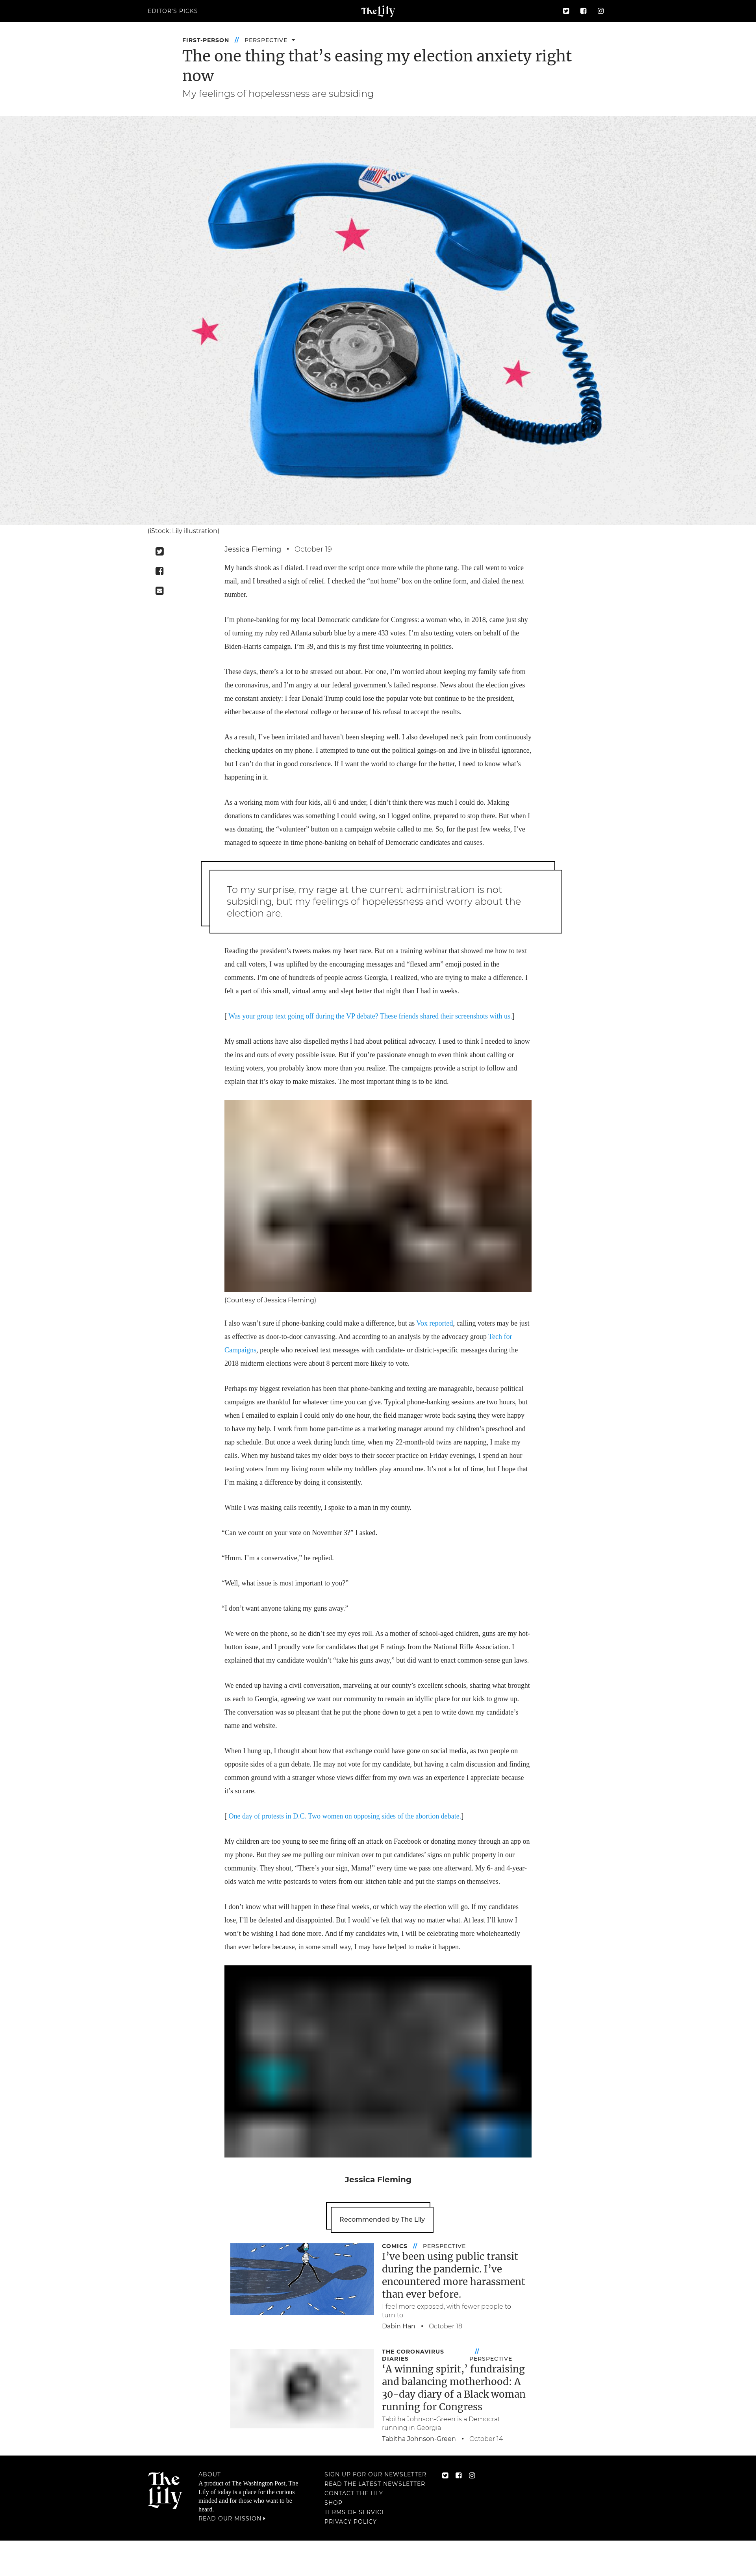 EDITOR'S PICKS
The Lily
FIRST-PERSON // PERSPECTIVE
The one thing that’s easing my election anxiety right
now
My feelings of hopelessness are subsiding
Vote
(iStock; Lily illustration)
Jessica Fleming • October 19
My hands shook as I dialed. I read over the script once more while the phone rang. The call went to voice
mail, and I breathed a sigh of relief. I checked the “not home” box on the online form, and dialed the next
number.
I’m phone-banking for my local Democratic candidate for Congress: a woman who, in 2018, came just shy
of turning my ruby red Atlanta suburb blue by a mere 433 votes. I’m also texting voters on behalf of the
Biden-Harris campaign. I’m 39, and this is my first time volunteering in politics.
These days, there’s a lot to be stressed out about. For one, I’m worried about keeping my family safe from
the coronavirus, and I’m angry at our federal government’s failed response. News about the election gives
me constant anxiety: I fear Donald Trump could lose the popular vote but continue to be the president,
either because of the electoral college or because of his refusal to accept the results.
As a result, I’ve been irritated and haven’t been sleeping well. I also developed neck pain from continuously
checking updates on my phone. I attempted to tune out the political goings-on and live in blissful ignorance,
but I can’t do that in good conscience. If I want the world to change for the better, I need to know what’s
happening in it.
As a working mom with four kids, all 6 and under, I didn’t think there was much I could do. Making
donations to candidates was something I could swing, so I logged online, prepared to stop there. But when I
was donating, the “volunteer” button on a campaign website called to me. So, for the past few weeks, I’ve
managed to squeeze in time phone-banking on behalf of Democratic candidates and causes.
To my surprise, my rage at the current administration is not
subsiding, but my feelings of hopelessness and worry about the
election are.
Reading the president’s tweets makes my heart race. But on a training webinar that showed me how to text
and call voters, I was uplifted by the encouraging messages and “flexed arm” emoji posted in the
comments. I’m one of hundreds of people across Georgia, I realized, who are trying to make a difference. I
felt a part of this small, virtual army and slept better that night than I had in weeks.
[ Was your group text going off during the VP debate? These friends shared their screenshots with us.]
My small actions have also dispelled myths I had about political advocacy. I used to think I needed to know
the ins and outs of every possible issue. But if you’re passionate enough to even think about calling or
texting voters, you probably know more than you realize. The campaigns provide a script to follow and
explain that it’s okay to make mistakes. The most important thing is to be kind.
(Courtesy of Jessica Fleming)
I also wasn’t sure if phone-banking could make a difference, but as Vox reported, calling voters may be just
as effective as door-to-door canvassing. And according to an analysis by the advocacy group Tech for
Campaigns, people who received text messages with candidate- or district-specific messages during the
2018 midterm elections were about 8 percent more likely to vote.
Perhaps my biggest revelation has been that phone-banking and texting are manageable, because political
campaigns are thankful for whatever time you can give. Typical phone-banking sessions are two hours, but
when I emailed to explain I could only do one hour, the field manager wrote back saying they were happy
to have my help. I work from home part-time as a marketing manager around my children’s preschool and
nap schedule. But once a week during lunch time, when my 22-month-old twins are napping, I make my
calls. When my husband takes my older boys to their soccer practice on Friday evenings, I spend an hour
texting voters from my living room while my toddlers play around me. It’s not a lot of time, but I hope that
I’m making a difference by doing it consistently.
While I was making calls recently, I spoke to a man in my county.
“Can we count on your vote on November 3?” I asked.
“Hmm. I’m a conservative,” he replied.
“Well, what issue is most important to you?”
“I don’t want anyone taking my guns away.”
We were on the phone, so he didn’t see my eyes roll. As a mother of school-aged children, guns are my hot-
button issue, and I proudly vote for candidates that get F ratings from the National Rifle Association. I
explained that my candidate wouldn’t “take his guns away,” but did want to enact common-sense gun laws.
We ended up having a civil conversation, marveling at our county’s excellent schools, sharing what brought
us each to Georgia, agreeing we want our community to remain an idyllic place for our kids to grow up.
The conversation was so pleasant that he put the phone down to get a pen to write down my candidate’s
name and website.
When I hung up, I thought about how that exchange could have gone on social media, as two people on
opposite sides of a gun debate. He may not vote for my candidate, but having a calm discussion and finding
common ground with a stranger whose views differ from my own was an experience I appreciate because
it’s so rare.
[ One day of protests in D.C. Two women on opposing sides of the abortion debate.]
My children are too young to see me firing off an attack on Facebook or donating money through an app on
my phone. But they see me pulling our minivan over to put candidates’ signs on public property in our
community. They shout, “There’s your sign, Mama!” every time we pass one afterward. My 6- and 4-year-
olds watch me write postcards to voters from our kitchen table and put the stamps on themselves.
I don’t know what will happen in these final weeks, or which way the election will go. If my candidates
lose, I’ll be defeated and disappointed. But I would’ve felt that way no matter what. At least I’ll know I
won’t be wishing I had done more. And if my candidates win, I will be celebrating more wholeheartedly
than ever before because, in some small way, I may have helped to make it happen.
Jessica Fleming
Recommended by The Lily
COMICS // PERSPECTIVE
I’ve been using public transit
during the pandemic. I’ve
encountered more harassment
than ever before.
I feel more exposed, with fewer people to
turn to
Dabin Han • October 18
THE CORONAVIRUS DIARIES // PERSPECTIVE
‘A winning spirit,’ fundraising
and balancing motherhood: A
30-day diary of a Black woman
running for Congress
Tabitha Johnson-Green is a Democrat
running in Georgia
Tabitha Johnson-Green • October 14
The Lily
ABOUT
A product of The Washington Post, The
Lily of today is a place for the curious
minded and for those who want to be
heard.
READ OUR MISSION
SIGN UP FOR OUR NEWSLETTER
READ THE LATEST NEWSLETTER
CONTACT THE LILY
SHOP
TERMS OF SERVICE
PRIVACY POLICY